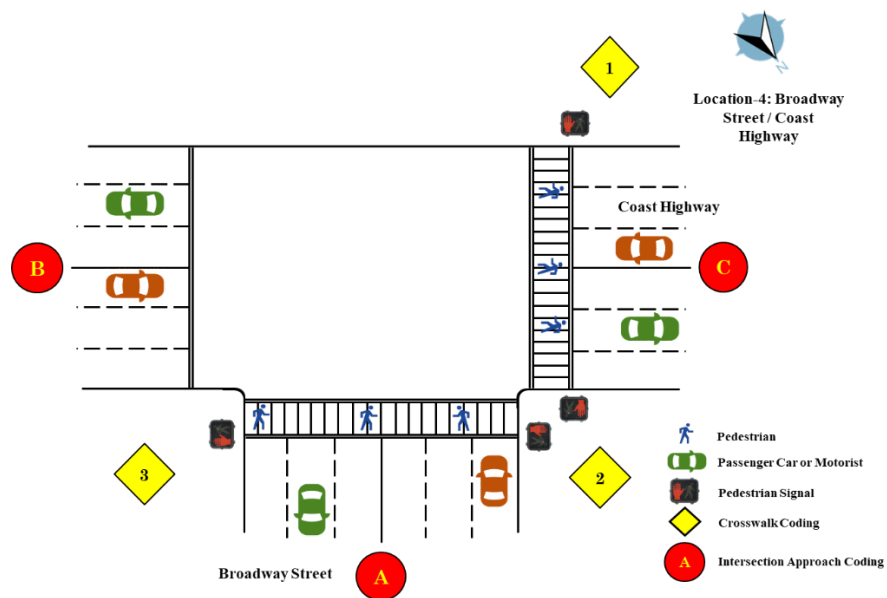 1
N
Location-4: Broadway
Street / Coast
Highway
Coast Highway
B
C
3
2
Broadway Street
A
Pedestrian
Passenger Car or Motorist
Pedestrian Signal
Crosswalk Coding
A
Intersection Approach Coding